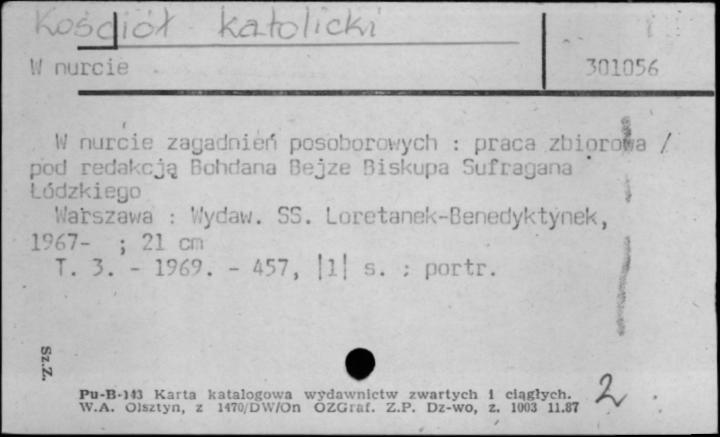 Kościół katolicki
W nurcie
301056
W nurcie zagadnień posoborowych : praca zbiorowa /
pod redakcją Bohdana Bejze Biskupa Sufragana
Łódzkiego
Warszawa : Wydaw. SS. Loretanek-Benedyktynek,
1967- ; 21 cm
T. 3. - 1969. - 457, |1| s. : portr.
Sz.Z.
2
Pu-B-143 Karta katalogowa wydawnictw zwartych i ciągłych.
W.A. Olsztyn, z 1470/DW/On OZGraf. Z.P. Dz-wo, z. 1003 11.87